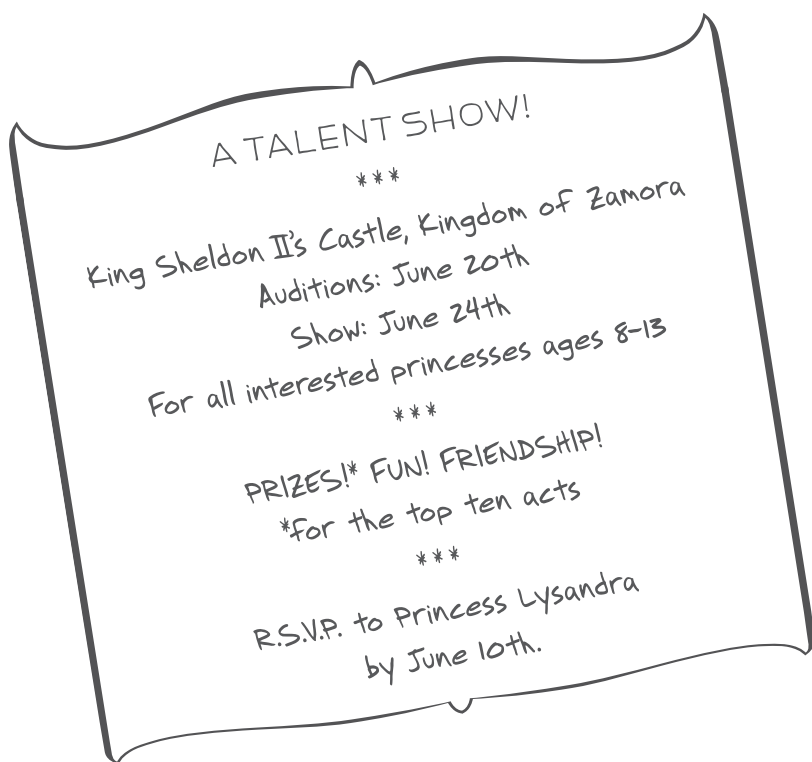 A TALENT SHOW!
***
King Sheldon II's Castle, Kingdom of Zamora
Auditions: June 20th
Show: June 24th
For all interested princesses ages 8-13
***
PRIZES!* FUN! FRIENDSHIP!
*for the top ten acts
***
R.S.V.P. to Princess Lysandra
by June 10th.